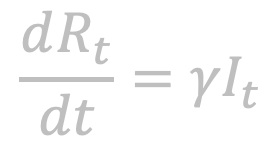 dR_t/dt = γI_t